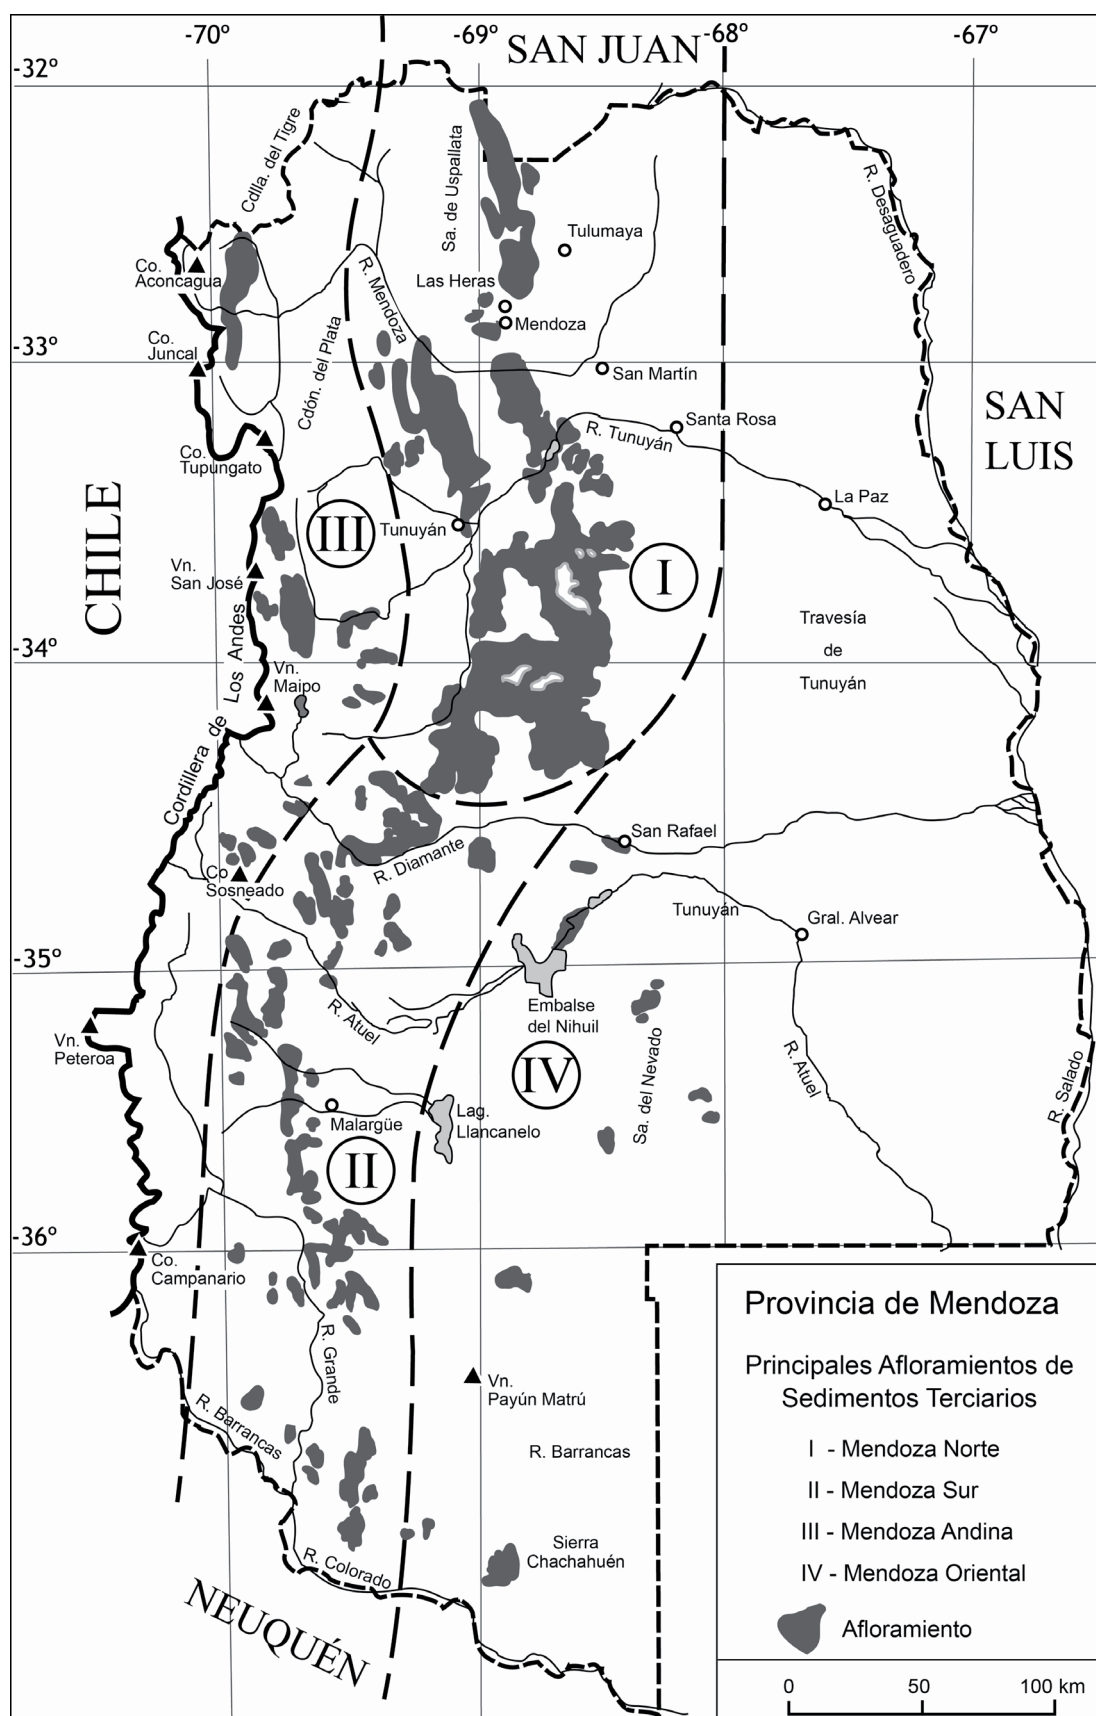 -70º
-69º
-68º
-67º
SAN JUAN
-32º
Cdlla. del Tigre
Sa. de Uspallata
R. Desaguadero
Tulumaya
Co.
Aconcagua
Las Heras
R. Mendoza
Mendoza
Co.
Juncal
-33º
Cdón. del Plata
San Martín
SAN
LUIS
Santa Rosa
R. Tunuyán
Co.
Tupungato
La Paz
CHILE
III
Tunuyán
I
Vn.
San José
Travesía
de
Tunuyán
-34º
Vn.
Maipo
Cordillera de Los Andes
San Rafael
R. Diamante
Co
Sosneado
Tunuyán
Gral. Alvear
-35º
Embalse
del Nihuil
R. Atuel
Vn.
Peteroa
IV
Sa. del Nevado
R. Atuel
R. Salado
Lag.
Llancanelo
Malargüe
II
-36º
Co.
Campanario
R. Grande
Vn.
Payún Matrú
R. Barrancas
R. Barrancas
Sierra
Chachahuén
R. Colorado
NEUQUÉN
Provincia de Mendoza
Principales Afloramientos de
Sedimentos Terciarios
I - Mendoza Norte
II - Mendoza Sur
III - Mendoza Andina
IV - Mendoza Oriental
Afloramiento
0 50 100 km